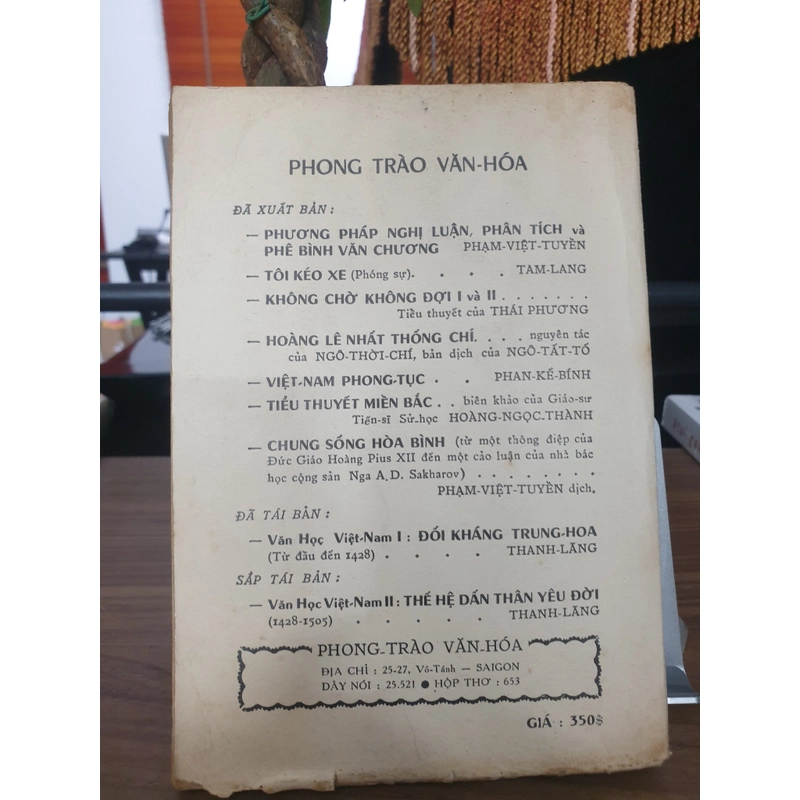 PHONG TRÀO VĂN-HÓA
ĐÃ XUẤT BẢN :
— PHƯƠNG PHÁP NGHỊ LUẬN, PHÂN TÍCH và
PHÊ BÌNH VĂN CHƯƠNG PHẠM-VIỆT-TUYỀN
— TÔI KÉO XE (Phóng sự). . . . TAM-LANG
— KHÔNG CHỜ KHÔNG ĐỢI I và II . . . . . . .
Tiểu thuyết của THÁI PHƯƠNG
— HOÀNG LÊ NHẤT THỐNG CHÍ. . . . nguyên tác
của NGÔ-THỜI-CHÍ, bản dịch của NGÔ-TẤT-TỐ
— VIỆT-NAM PHONG-TỤC . . PHAN-KẾ-BÍNH
— TIỂU THUYẾT MIỀN BẮC . . biên khảo của Giáo-sư
Tiến-sĩ Sử-học HOÀNG-NGỌC-THÀNH
— CHUNG SỐNG HÒA BÌNH (từ một thông điệp của
Đức Giáo Hoàng Pius XII đến một cảo luận của nhà bác
học cộng sản Nga A.D. Sakharov) . . . . . . . .
PHẠM-VIỆT-TUYỀN dịch.
ĐÃ TÁI BẢN :
— Văn Học Việt-Nam I : ĐỐI KHÁNG TRUNG-HOA
(Từ đầu đến 1428) . . . . THANH-LÃNG
SẮP TÁI BẢN :
— Văn Học Việt-Nam II : THẾ HỆ DẤN THÂN YÊU ĐỜI
(1428-1505) . . . . . THANH-LÃNG
PHONG-TRÀO VĂN-HÓA
ĐỊA CHỈ : 25-27, Võ-Tánh — SAIGON
DÂY NÓI : 25.521 ● HỘP THƠ : 653
GIÁ : 350$